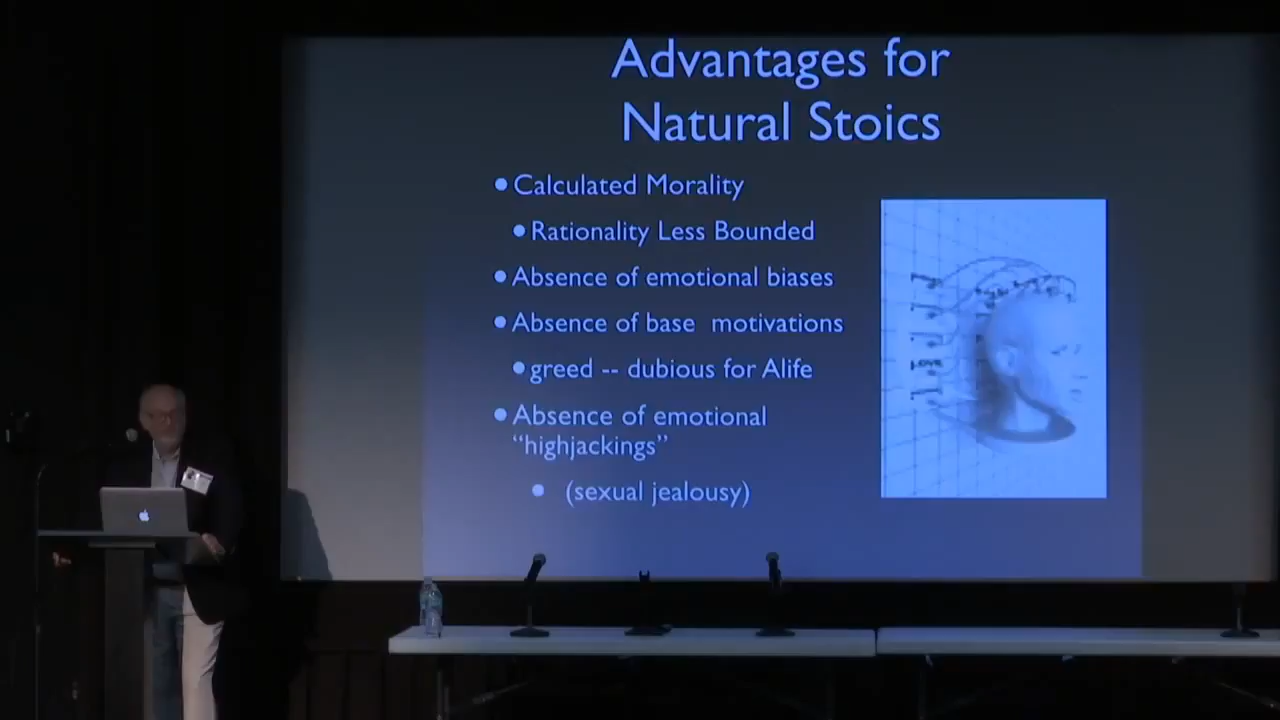 Advantages for
Natural Stoics
Calculated Morality
Rationality Less Bounded
Absence of emotional biases
Absence of base motivations
greed -- dubious for Alife
Absence of emotional
“highjackings”
(sexual jealousy)